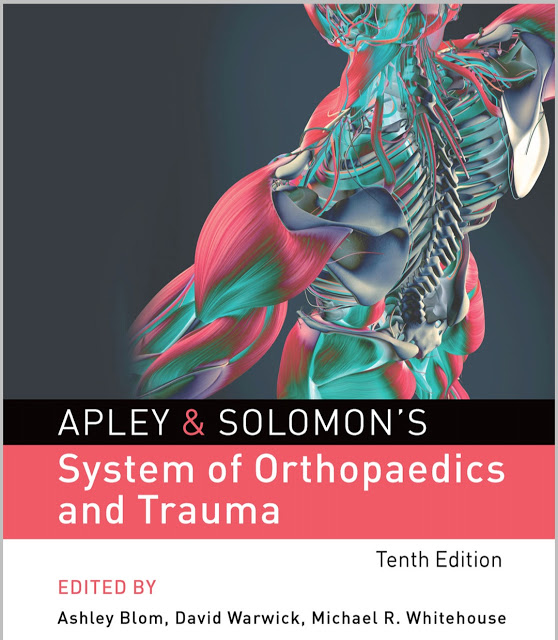 APLEY & SOLOMON'S
System of Orthopaedics
and Trauma
Tenth Edition
EDITED BY
Ashley Blom, David Warwick, Michael R. Whitehouse